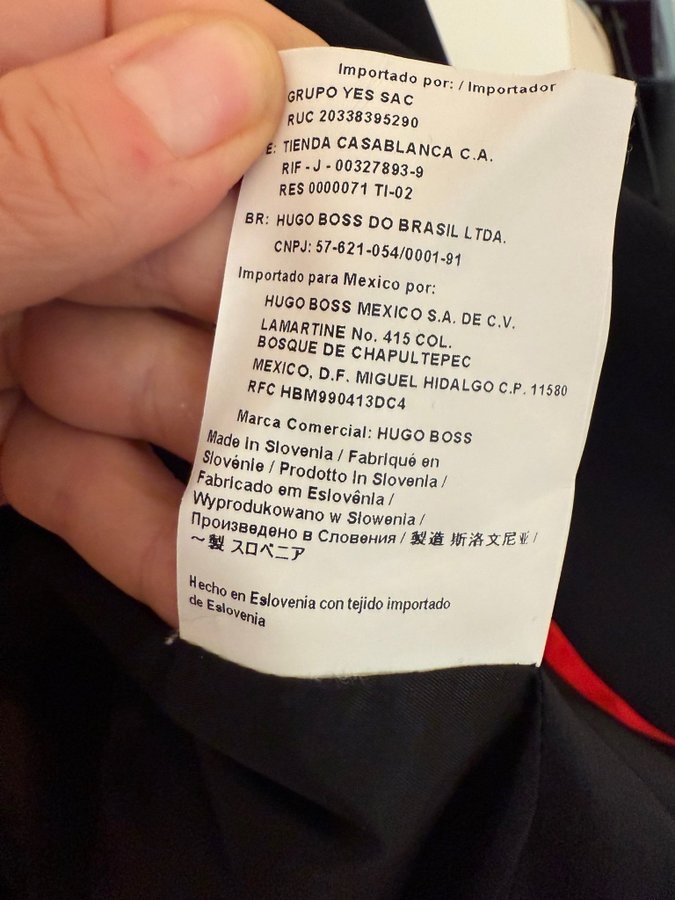 Importado por: / Importador
GRUPO YES SAC
RUC 20338395290
E: TIENDA CASABLANCA C.A.
RIF - J - 00327893-9
RES 0000071 TI-02
BR: HUGO BOSS DO BRASIL LTDA.
CNPJ: 57-621-054/0001-91
Importado para Mexico por:
HUGO BOSS MEXICO S.A. DE C.V.
LAMARTINE No. 415 COL.
BOSQUE DE CHAPULTEPEC
MEXICO, D.F. MIGUEL HIDALGO C.P. 11580
RFC HBM990413DC4
Marca Comercial: HUGO BOSS
Made in Slovenia / Fabriqué en
Slovénie / Prodotto in Slovenia /
Fabricado em Eslovênia /
Wyprodukowano w Slowenia /
Произведено в Словения / 製造 斯洛文尼亚 /
～製 スロベニア
Hecho en Eslovenia con tejido importado
de Eslovenia